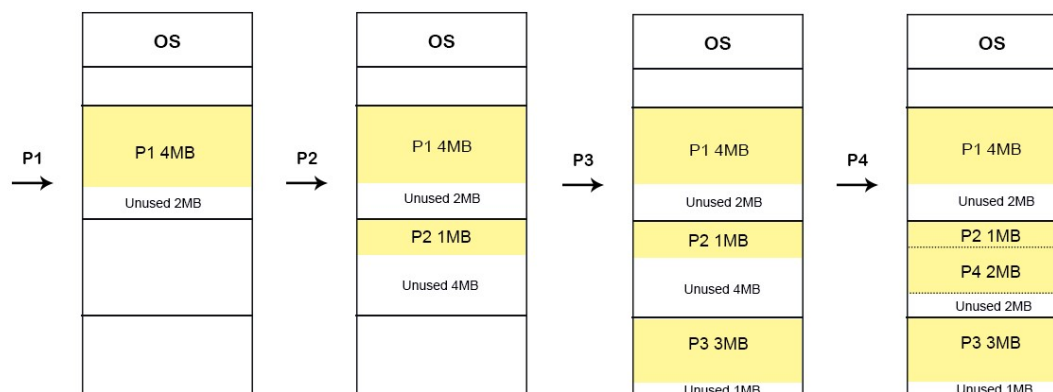 OS
P1
P1 4MB
Unused 2MB
P2
OS
P1 4MB
Unused 2MB
P2 1MB
Unused 4MB
P3
OS
P1 4MB
Unused 2MB
P2 1MB
Unused 4MB
P3 3MB
Unused 1MB
P4
OS
P1 4MB
Unused 2MB
P2 1MB
P4 2MB
Unused 2MB
P3 3MB
Unused 1MB